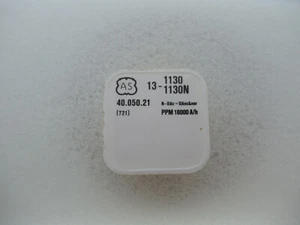 AS 13 - 1130
1130N
40.050.21
(721) PPM 18000 A/h